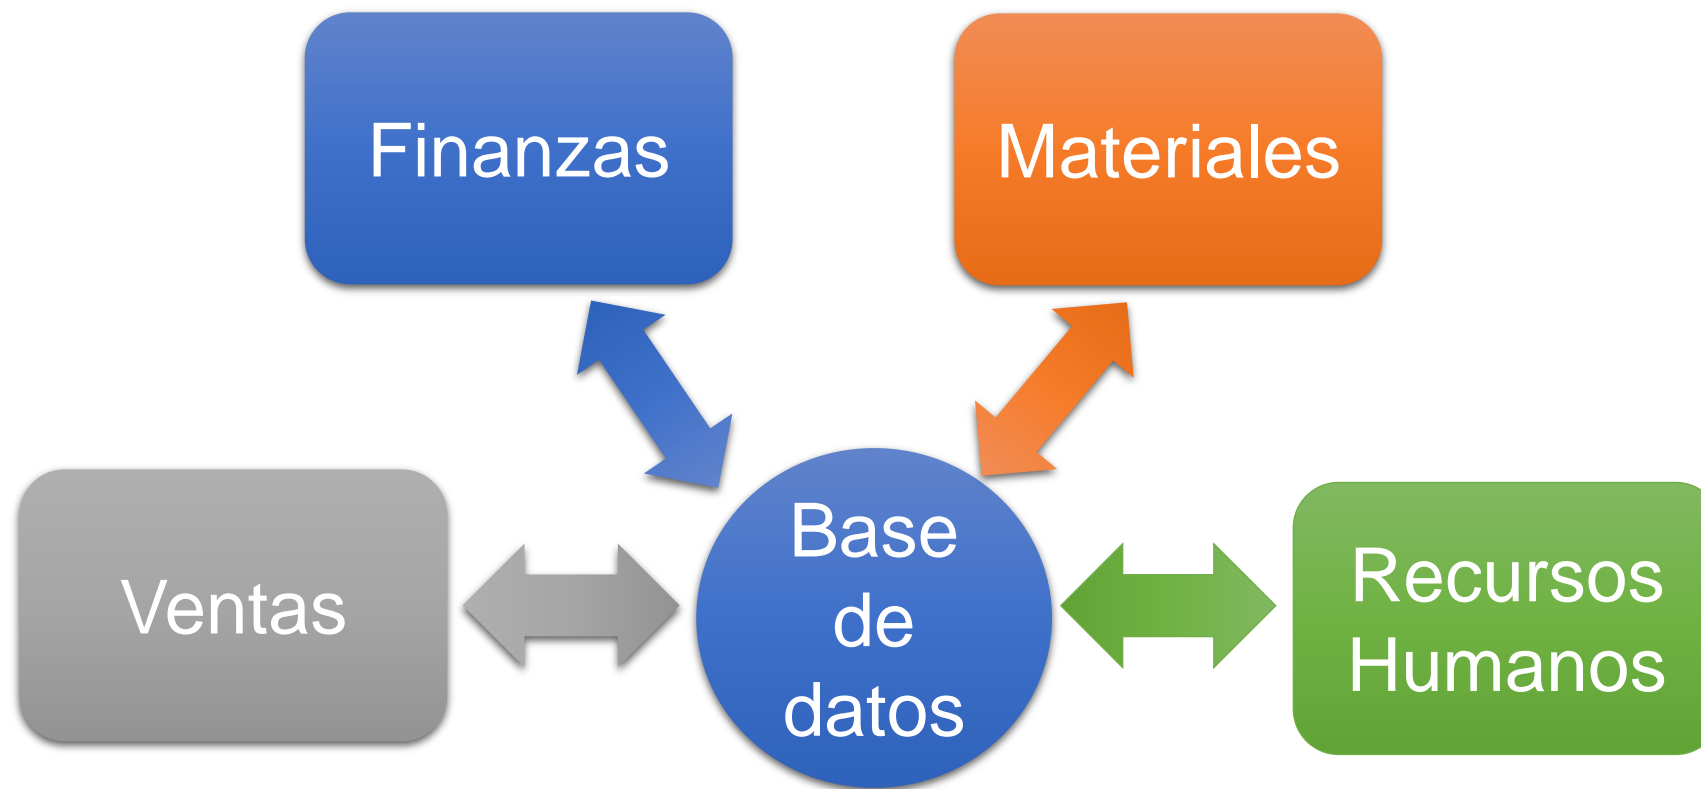 Finanzas
Materiales
Ventas
Base
de
datos
Recursos
Humanos